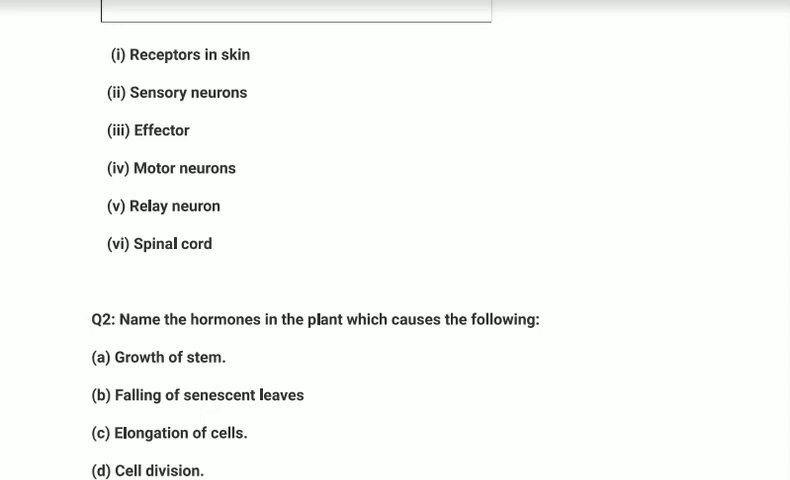 (i) Receptors in skin
(ii) Sensory neurons
(iii) Effector
(iv) Motor neurons
(v) Relay neuron
(vi) Spinal cord
Q2: Name the hormones in the plant which causes the following:
(a) Growth of stem.
(b) Falling of senescent leaves
(c) Elongation of cells.
(d) Cell division.